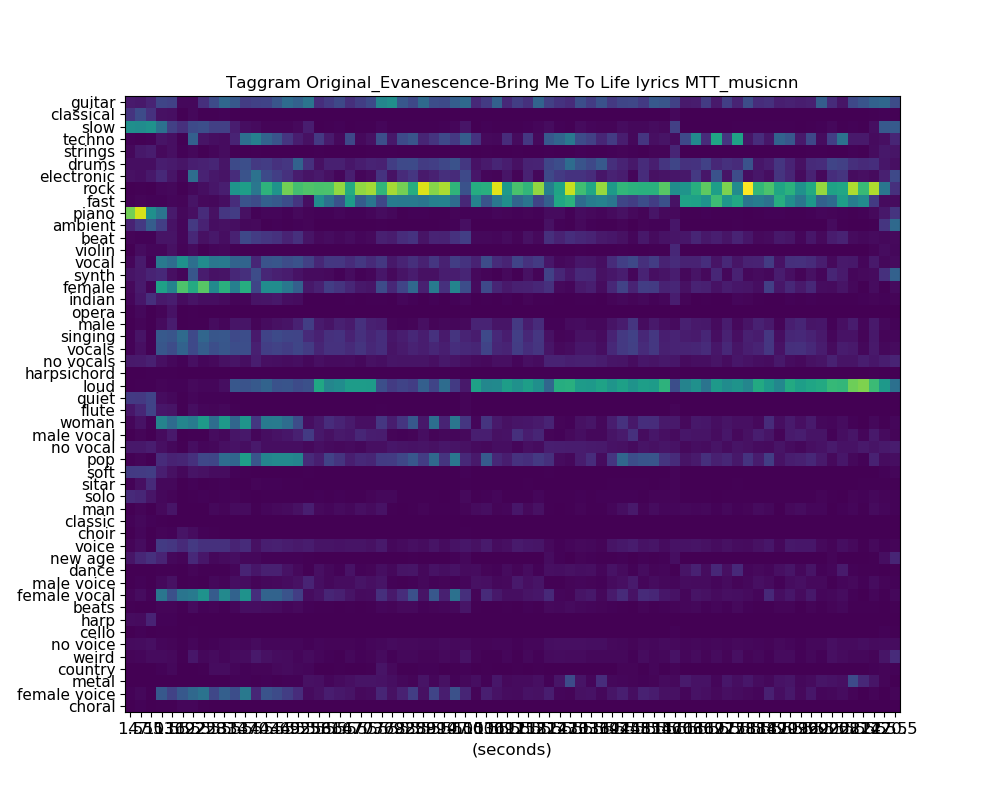 Taggram Original_Evanescence-Bring Me To Life lyrics MTT_musicnn
guitar
classical
slow
techno
strings
drums
electronic
rock
fast
piano
ambient
beat
violin
vocal
synth
female
indian
opera
male
singing
vocals
no vocals
harpsichord
loud
quiet
flute
woman
male vocal
no vocal
pop
soft
sitar
solo
man
classic
choir
voice
new age
dance
male voice
female vocal
beats
harp
cello
no voice
weird
country
metal
female voice
choral
(seconds)